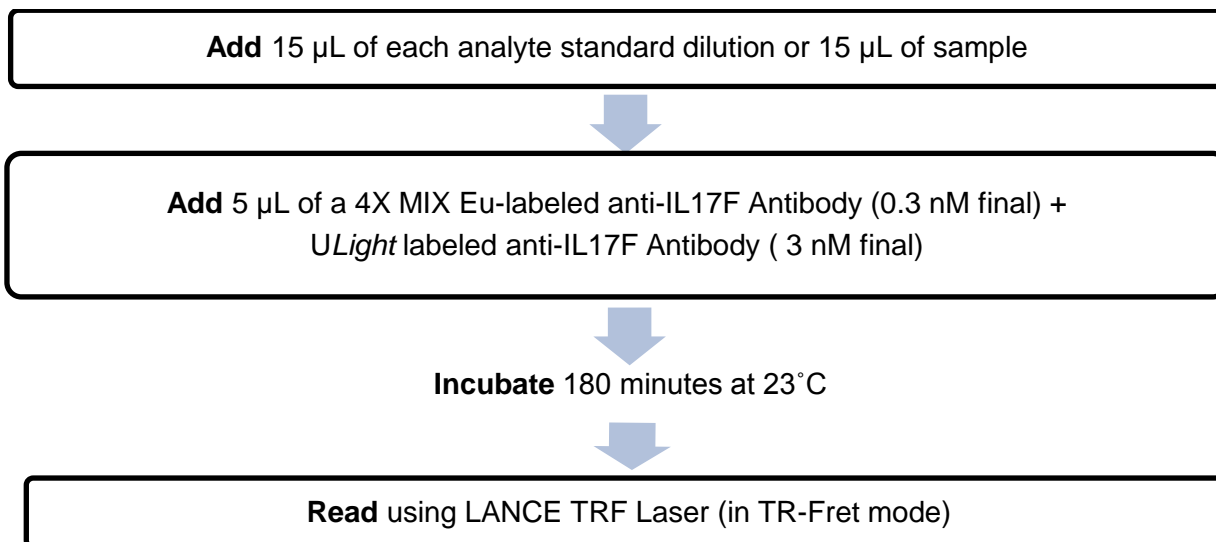 Add 15 µL of each analyte standard dilution or 15 µL of sample
Add 5 µL of a 4X MIX Eu-labeled anti-IL17F Antibody (0.3 nM final) +
ULight labeled anti-IL17F Antibody ( 3 nM final)
Incubate 180 minutes at 23˚C
Read using LANCE TRF Laser (in TR-Fret mode)